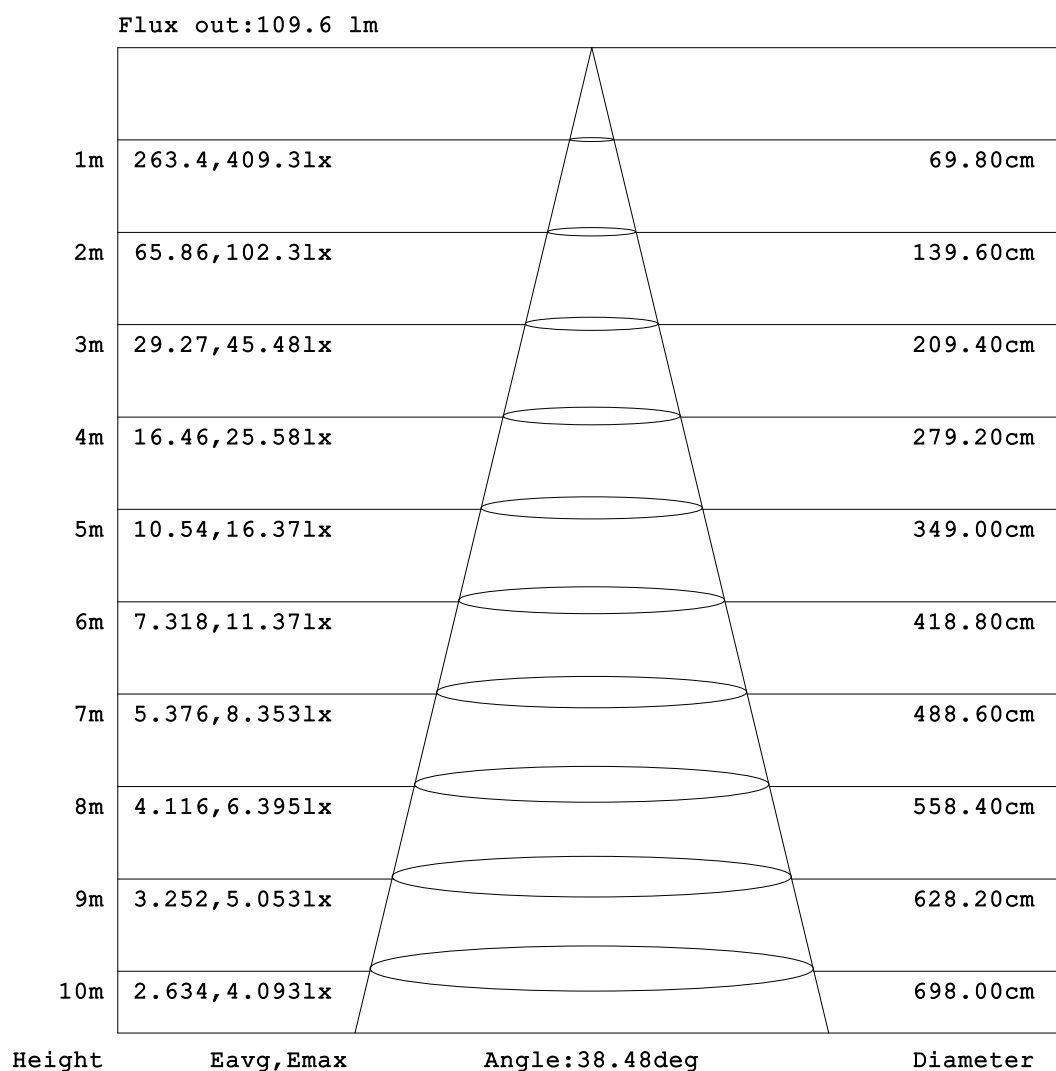 Flux out:109.6 lm
1m 263.4,409.3lx 69.80cm
2m 65.86,102.3lx 139.60cm
3m 29.27,45.48lx 209.40cm
4m 16.46,25.58lx 279.20cm
5m 10.54,16.37lx 349.00cm
6m 7.318,11.37lx 418.80cm
7m 5.376,8.353lx 488.60cm
8m 4.116,6.395lx 558.40cm
9m 3.252,5.053lx 628.20cm
10m 2.634,4.093lx 698.00cm
Height Eavg,Emax Angle:38.48deg Diameter